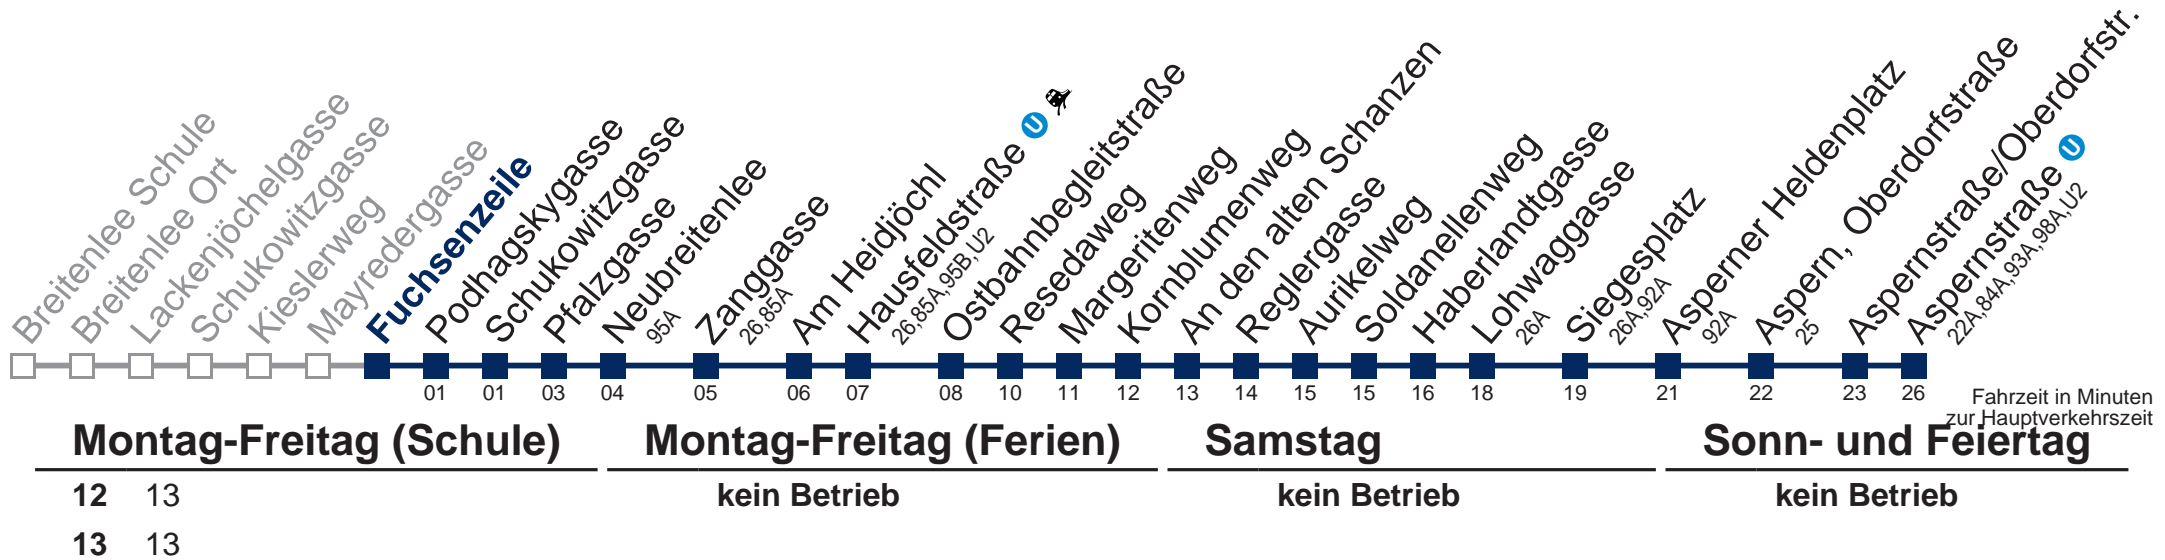 Breitenlee Schule
Breitenlee Ort
Lackenjöchelgasse
Schukowitzgasse
Kieslerweg
Mayredergasse
Fuchsenzeile
Podhagskygasse
Schukowitzgasse
Pfalzgasse
Neubreitenlee
95A
Zanggasse
26,85A
Am Heidjöchl
Hausfeldstraße U
26,85A,95B,U2
Ostbahnbegleitstraße
Resedaweg
Margeritenweg
Kornblumenweg
An den alten Schanzen
Reglergasse
Aurikelweg
Soldanellenweg
Haberlandtgasse
Lohwaggasse
26A
Siegesplatz
26A,92A
Asperner Heldenplatz
92A
Aspern, Oberdorfstraße
25
Aspernstraße/Oberdorfstr.
Aspernstraße U
22A,84A,93A,98A,U2
01 01 03 04 05 06 07 08 10 11 12 13 14 15 15 16 18 19 21 22 23 26
Fahrzeit in Minuten
zur Hauptverkehrszeit
Montag-Freitag (Schule) Montag-Freitag (Ferien) Samstag Sonn- und Feiertag
12 13 kein Betrieb kein Betrieb kein Betrieb
13 13